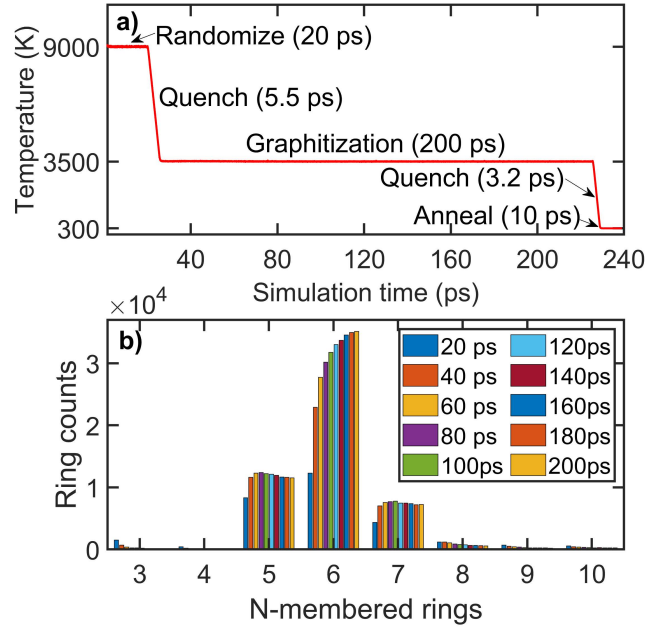 a)
Randomize (20 ps)
9000
Quench (5.5 ps)
Graphitization (200 ps)
3500
Quench (3.2 ps)
Anneal (10 ps)
300
Temperature (K)
40 80 120 160 200 240
Simulation time (ps)
×10⁴
b)
20 ps 120ps
40 ps 140ps
60 ps 160ps
80 ps 180ps
100ps 200ps
3
2
1
0
Ring counts
3 4 5 6 7 8 9 10
N-membered rings